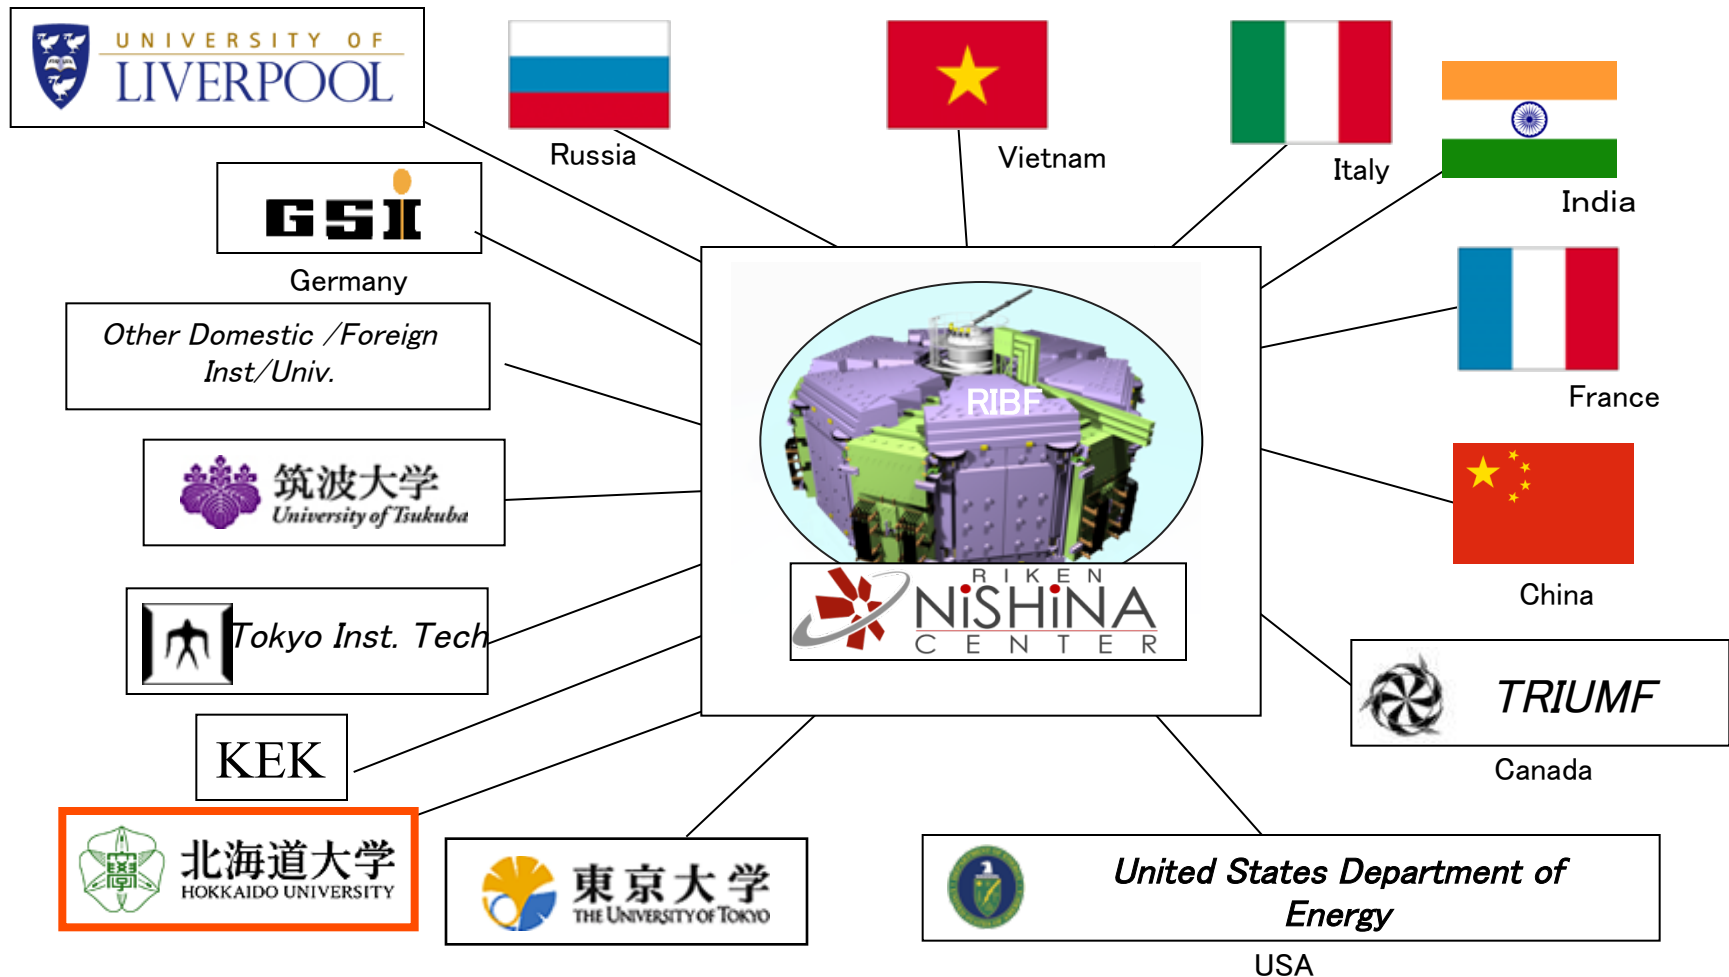 UNIVERSITY OF
LIVERPOOL
Russia
Vietnam
Italy
India
GSI
Germany
Other Domestic /Foreign
Inst/Univ.
France
RIBF
筑波大学
University of Tsukuba
China
RIKEN
NiSHiNA
CENTER
Tokyo Inst. Tech
TRIUMF
Canada
KEK
北海道大学
HOKKAIDO UNIVERSITY
東京大学
THE UNIVERSITY OF TOKYO
United States Department of
Energy
USA